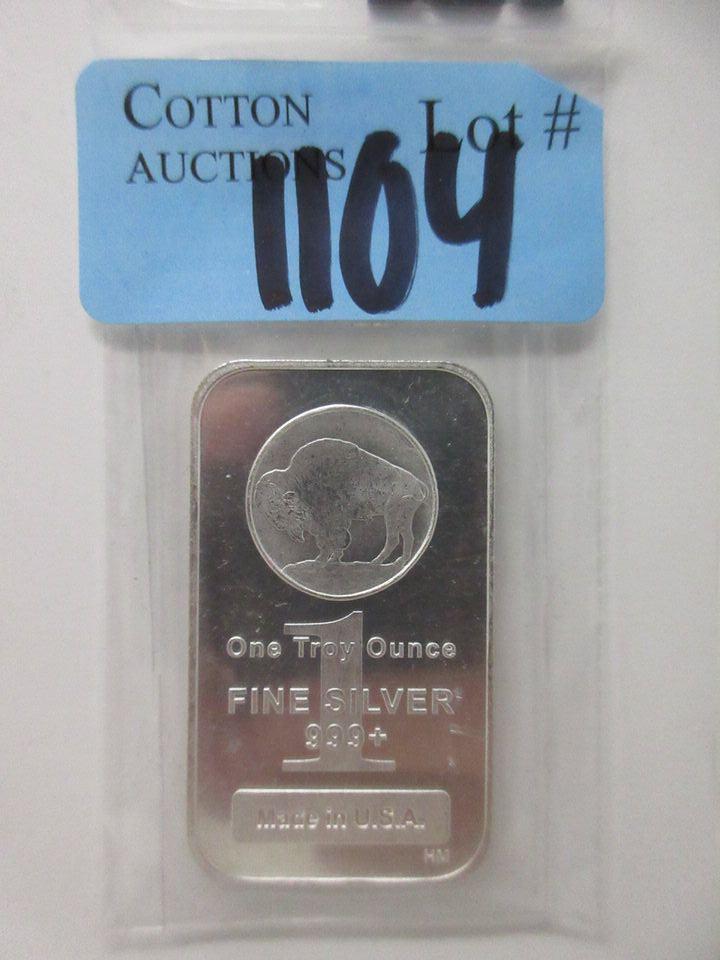 COTTON
AUCTIONS
Lot #
1104
1
One Troy Ounce
FINE SILVER
999+
Made in U.S.A.
HM